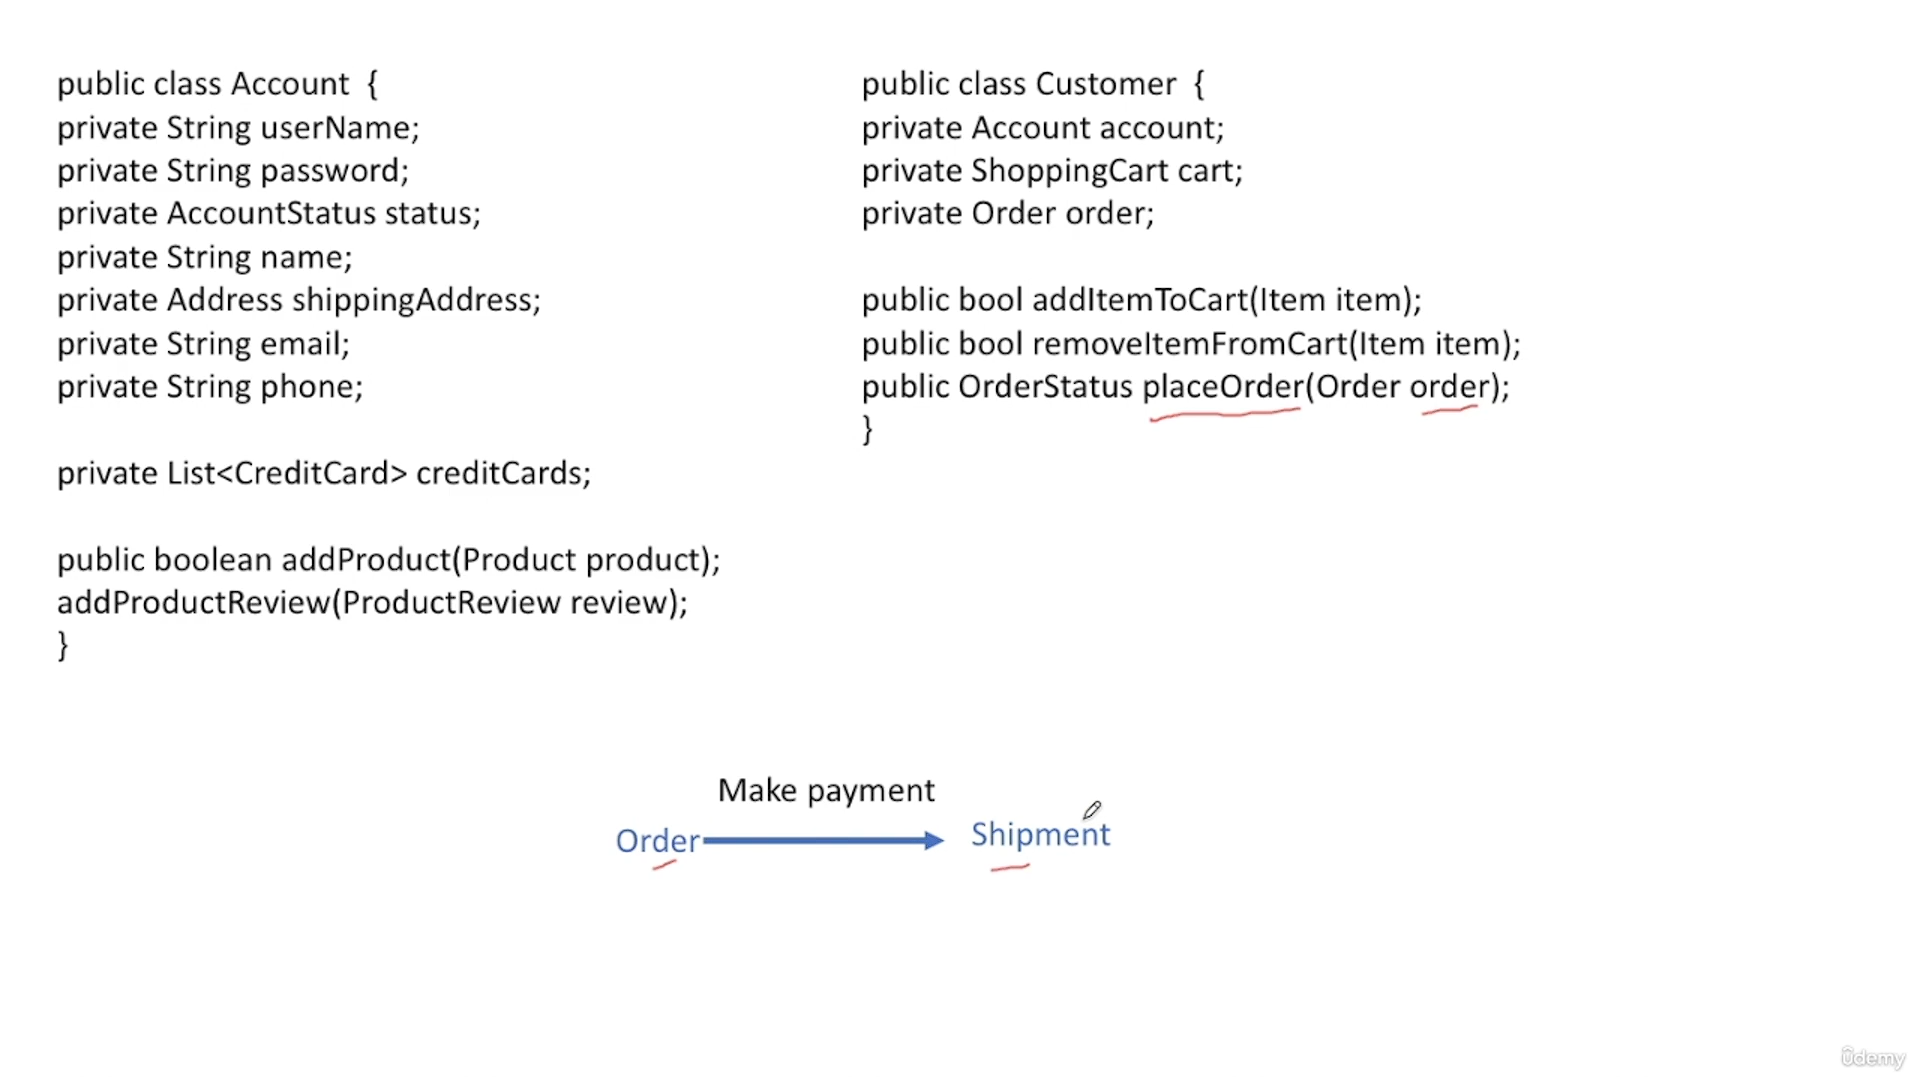 public class Account {
private String userName;
private String password;
private AccountStatus status;
private String name;
private Address shippingAddress;
private String email;
private String phone;
private List<CreditCard> creditCards;
public boolean addProduct(Product product);
addProductReview(ProductReview review);
}
public class Customer {
private Account account;
private ShoppingCart cart;
private Order order;
public bool addItemToCart(Item item);
public bool removeItemFromCart(Item item);
public OrderStatus placeOrder(Order order);
}
Make payment
Order
Shipment
ûdemy